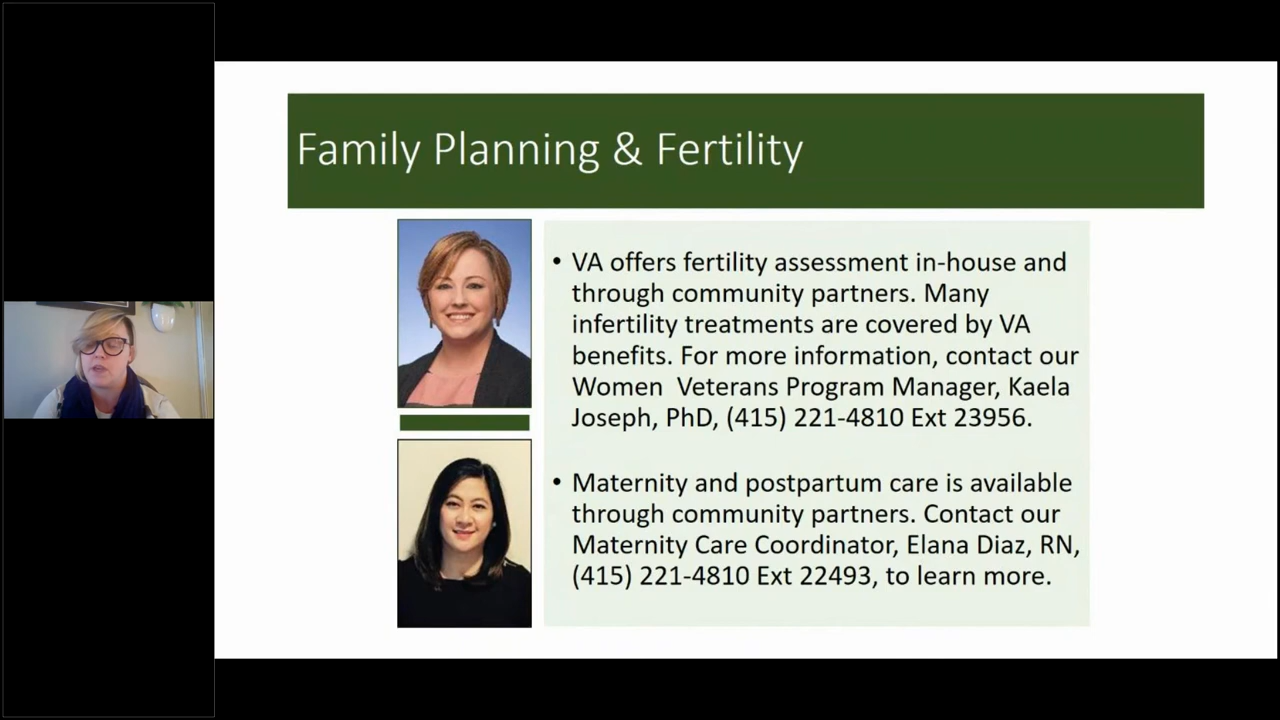 Family Planning & Fertility
• VA offers fertility assessment in-house and
through community partners. Many
infertility treatments are covered by VA
benefits. For more information, contact our
Women  Veterans Program Manager, Kaela
Joseph, PhD, (415) 221-4810 Ext 23956.
• Maternity and postpartum care is available
through community partners. Contact our
Maternity Care Coordinator, Elana Diaz, RN,
(415) 221-4810 Ext 22493, to learn more.